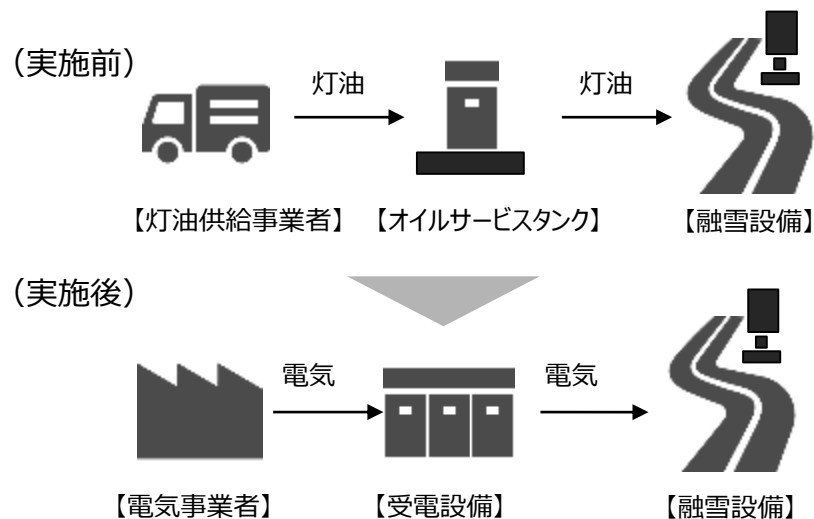 （実施前）
灯油
灯油
【灯油供給事業者】
【オイルサービスタンク】
【融雪設備】
（実施後）
電気
電気
【電気事業者】
【受電設備】
【融雪設備】